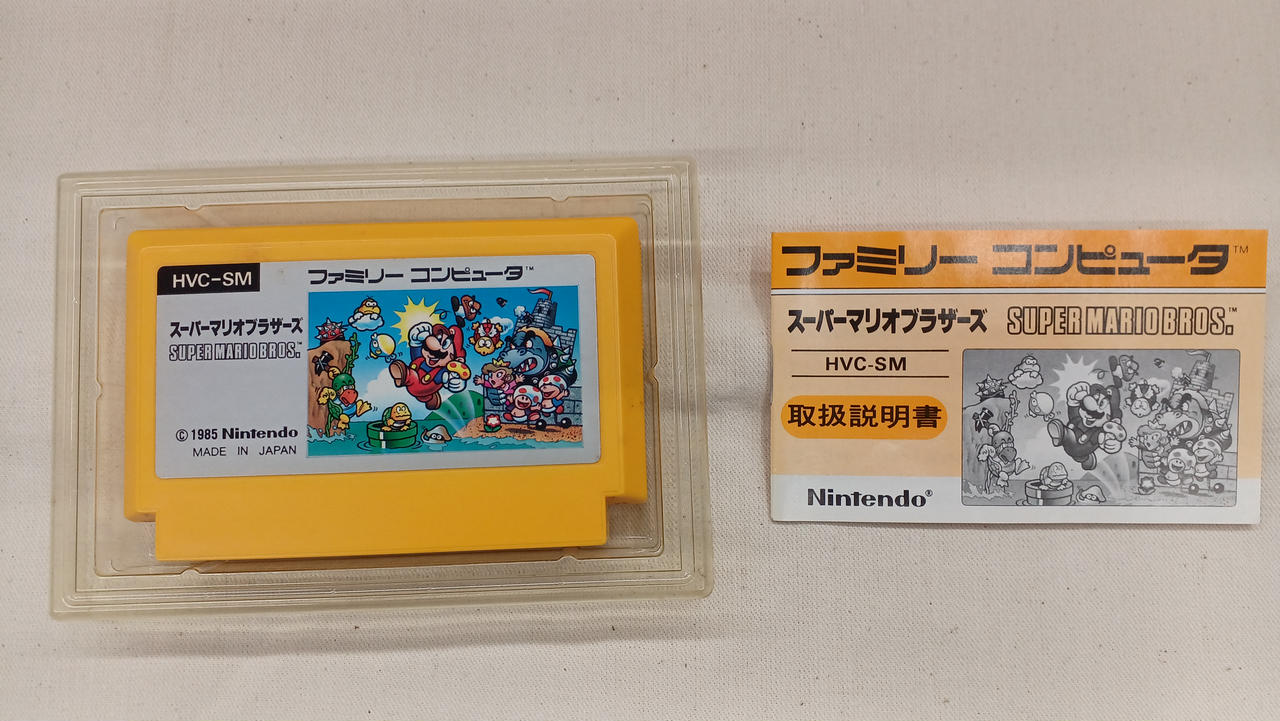 HVC-SM
ファミリー コンピュータ™
スーパーマリオブラザーズ
SUPER MARIO BROS.™
© 1985 Nintendo
MADE IN JAPAN
ファミリー コンピュータ™
スーパーマリオブラザーズ SUPER MARIO BROS.™
HVC-SM
取扱説明書
Nintendo®